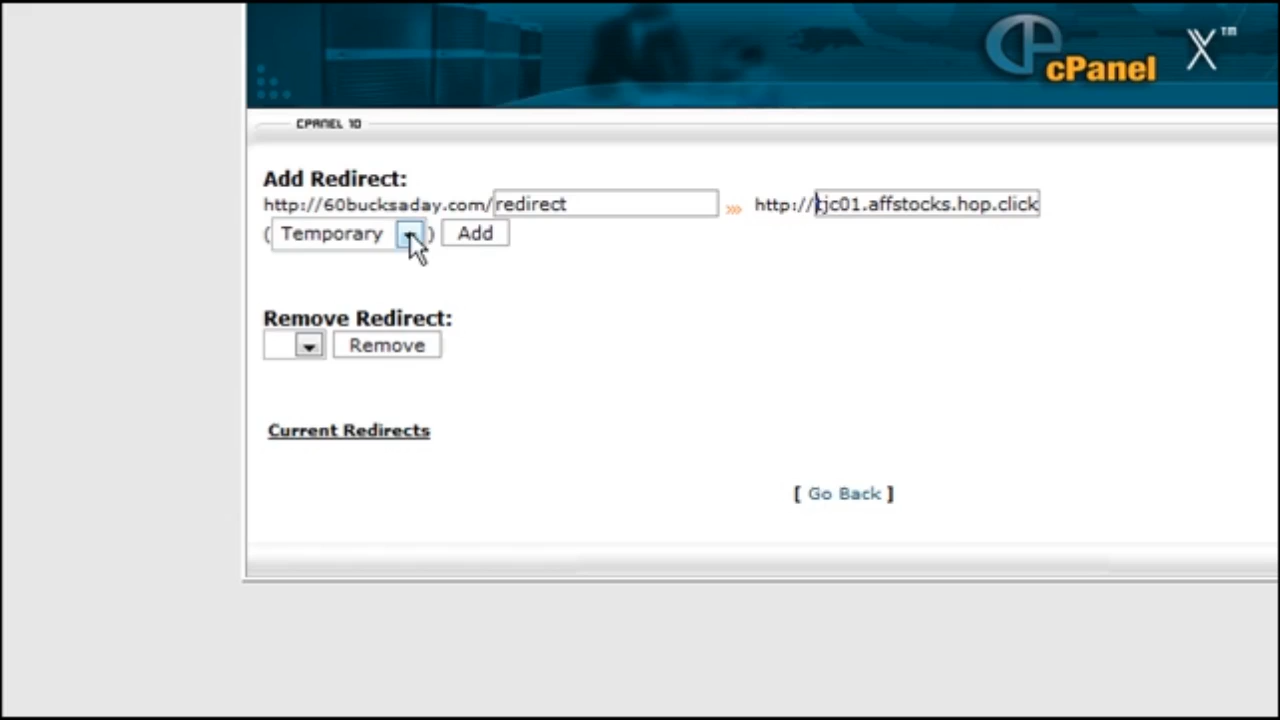 cPanel X™
CPANEL 10
Add Redirect:
http://60bucksaday.com/redirect »» http://tjc01.affstocks.hop.click
( Temporary ) Add
Remove Redirect:
Remove
Current Redirects
[ Go Back ]